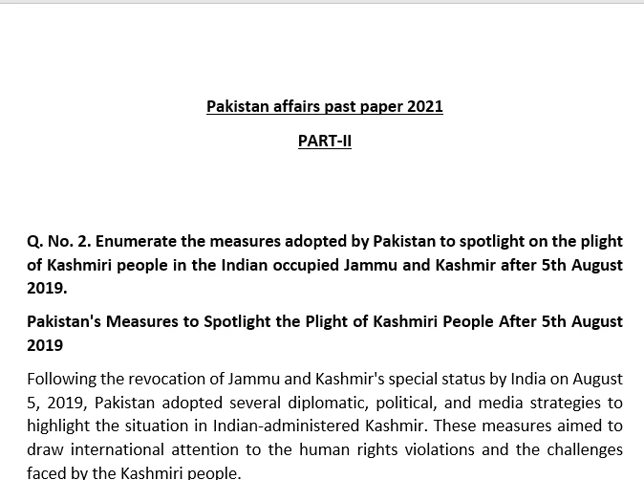 Pakistan affairs past paper 2021
PART-II
Q. No. 2. Enumerate the measures adopted by Pakistan to spotlight on the plight
of Kashmiri people in the Indian occupied Jammu and Kashmir after 5th August
2019.
Pakistan's Measures to Spotlight the Plight of Kashmiri People After 5th August
2019
Following the revocation of Jammu and Kashmir's special status by India on August
5, 2019, Pakistan adopted several diplomatic, political, and media strategies to
highlight the situation in Indian-administered Kashmir. These measures aimed to
draw international attention to the human rights violations and the challenges
faced by the Kashmiri people.